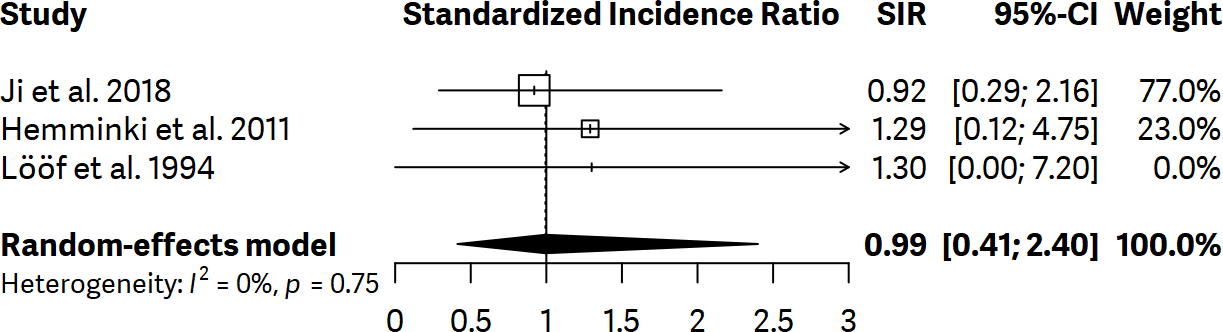 Study Standardized Incidence Ratio SIR 95%-CI Weight
Ji et al. 2018 0.92 [0.29; 2.16] 77.0%
Hemminki et al. 2011 1.29 [0.12; 4.75] 23.0%
Lööf et al. 1994 1.30 [0.00; 7.20] 0.0%
Random-effects model 0.99 [0.41; 2.40] 100.0%
Heterogeneity: I² = 0%, p = 0.75
0 0.5 1 1.5 2 2.5 3